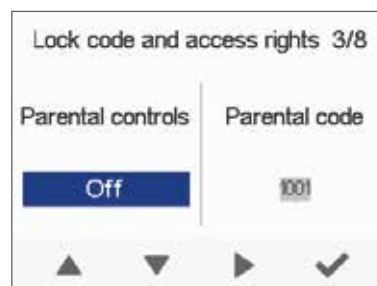 Lock code and access rights 3/8
Parental controls Parental code
Off 1001